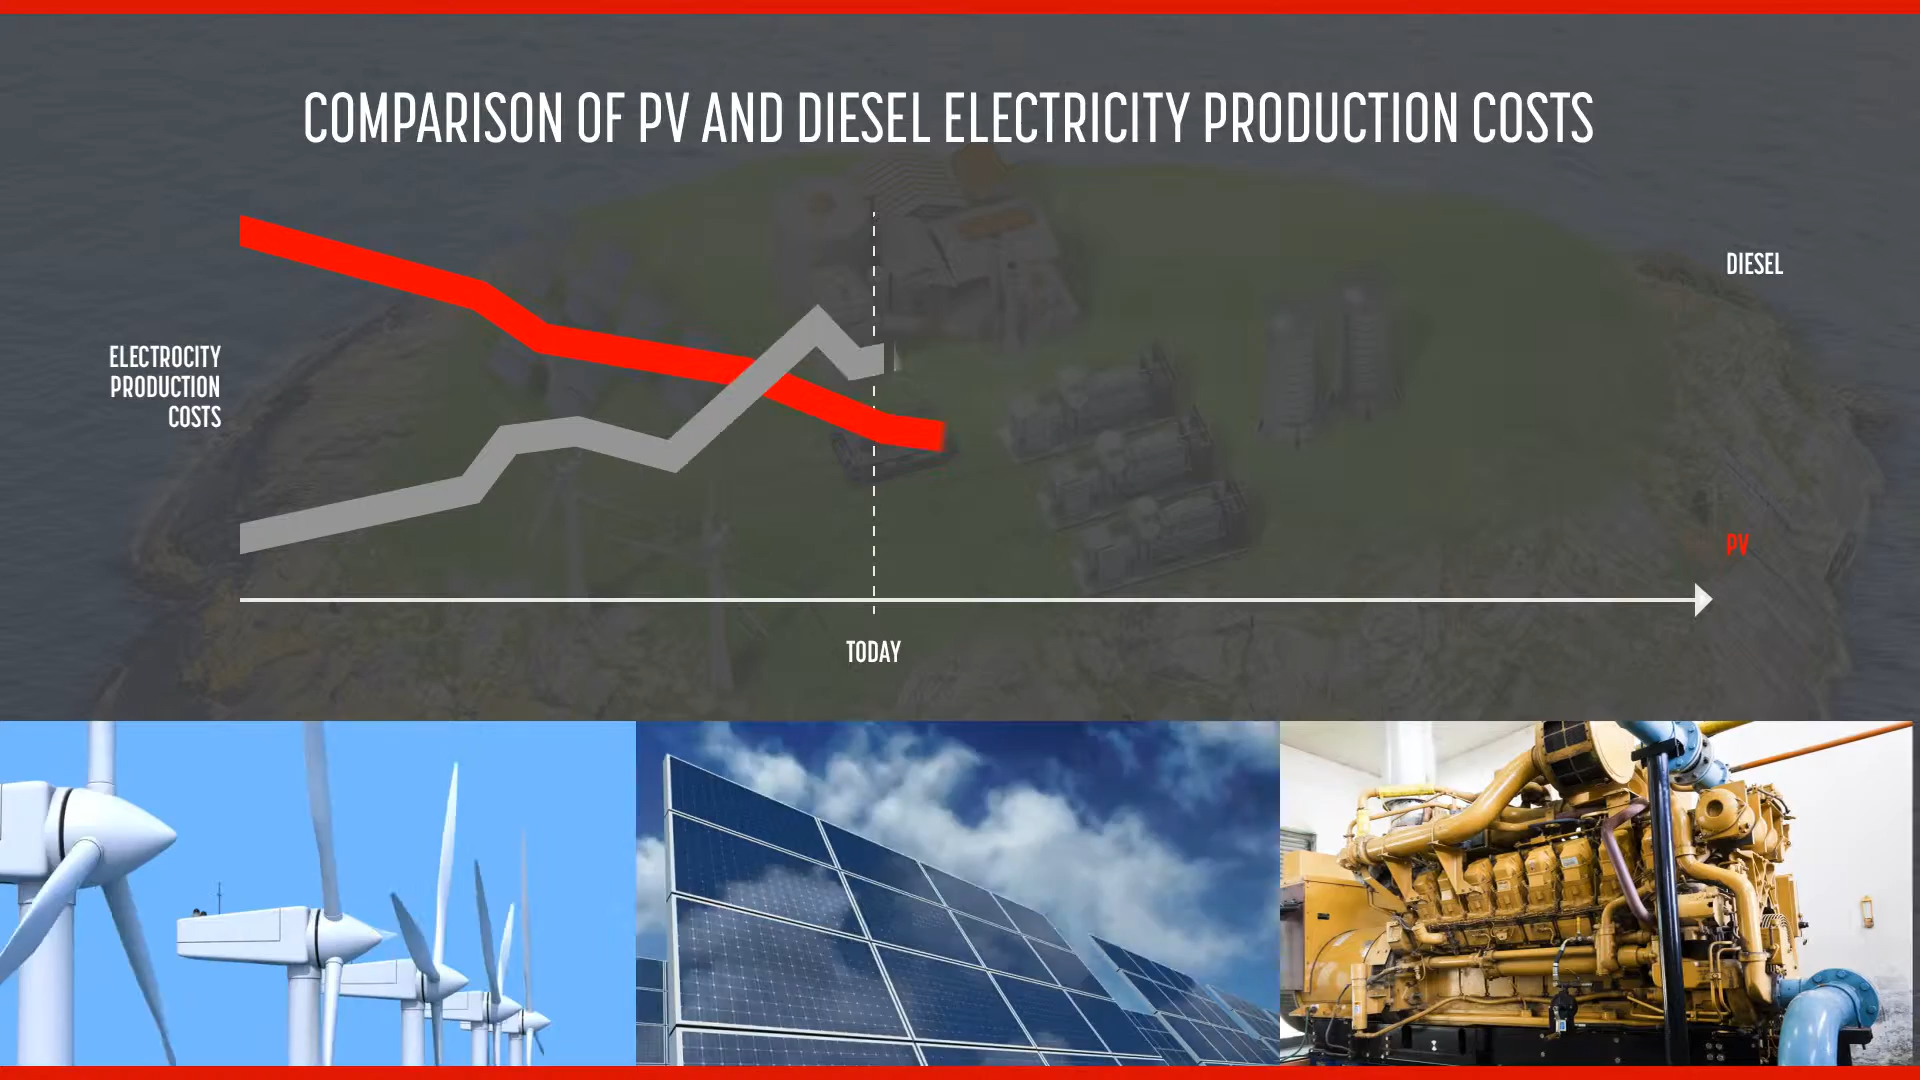 COMPARISON OF PV AND DIESEL ELECTRICITY PRODUCTION COSTS
DIESEL
ELECTROCITY
PRODUCTION
COSTS
PV
TODAY